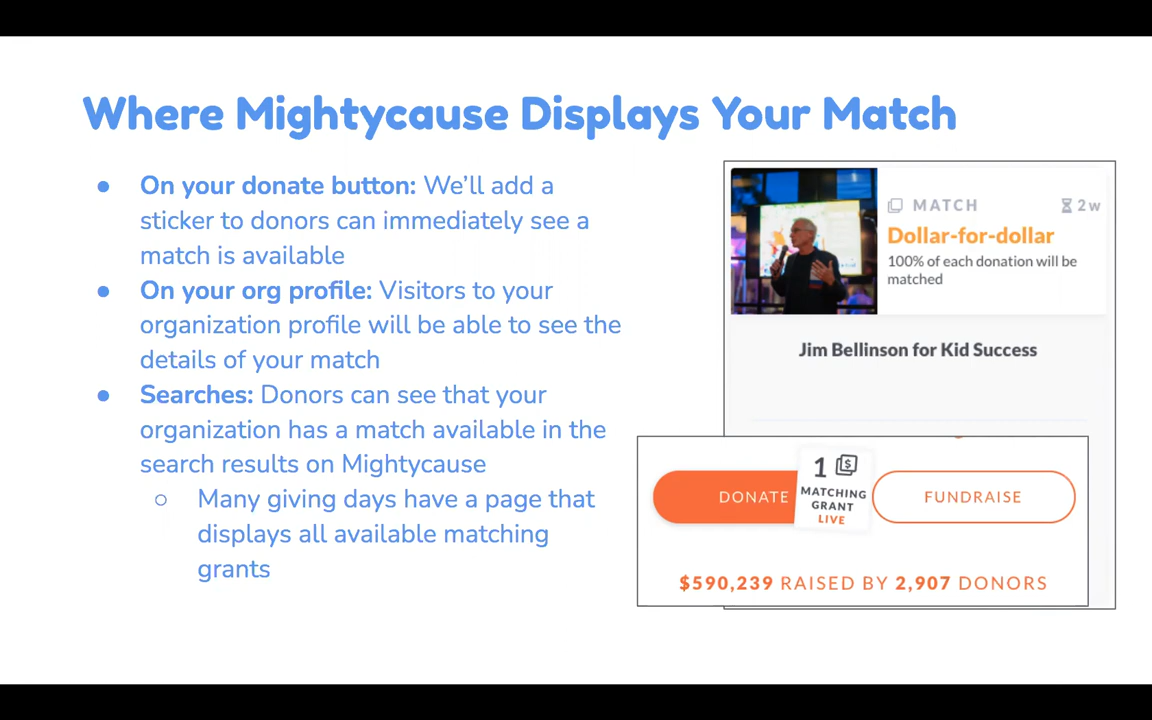 Where Mightycause Displays Your Match
● On your donate button: We'll add a
sticker to donors can immediately see a
match is available
● On your org profile: Visitors to your
organization profile will be able to see the
details of your match
● Searches: Donors can see that your
organization has a match available in the
search results on Mightycause
○ Many giving days have a page that
displays all available matching
grants
MATCH
2w
Dollar-for-dollar
100% of each donation will be
matched
Jim Bellinson for Kid Success
DONATE
1
MATCHING
GRANT
LIVE
FUNDRAISE
$590,239 RAISED BY 2,907 DONORS